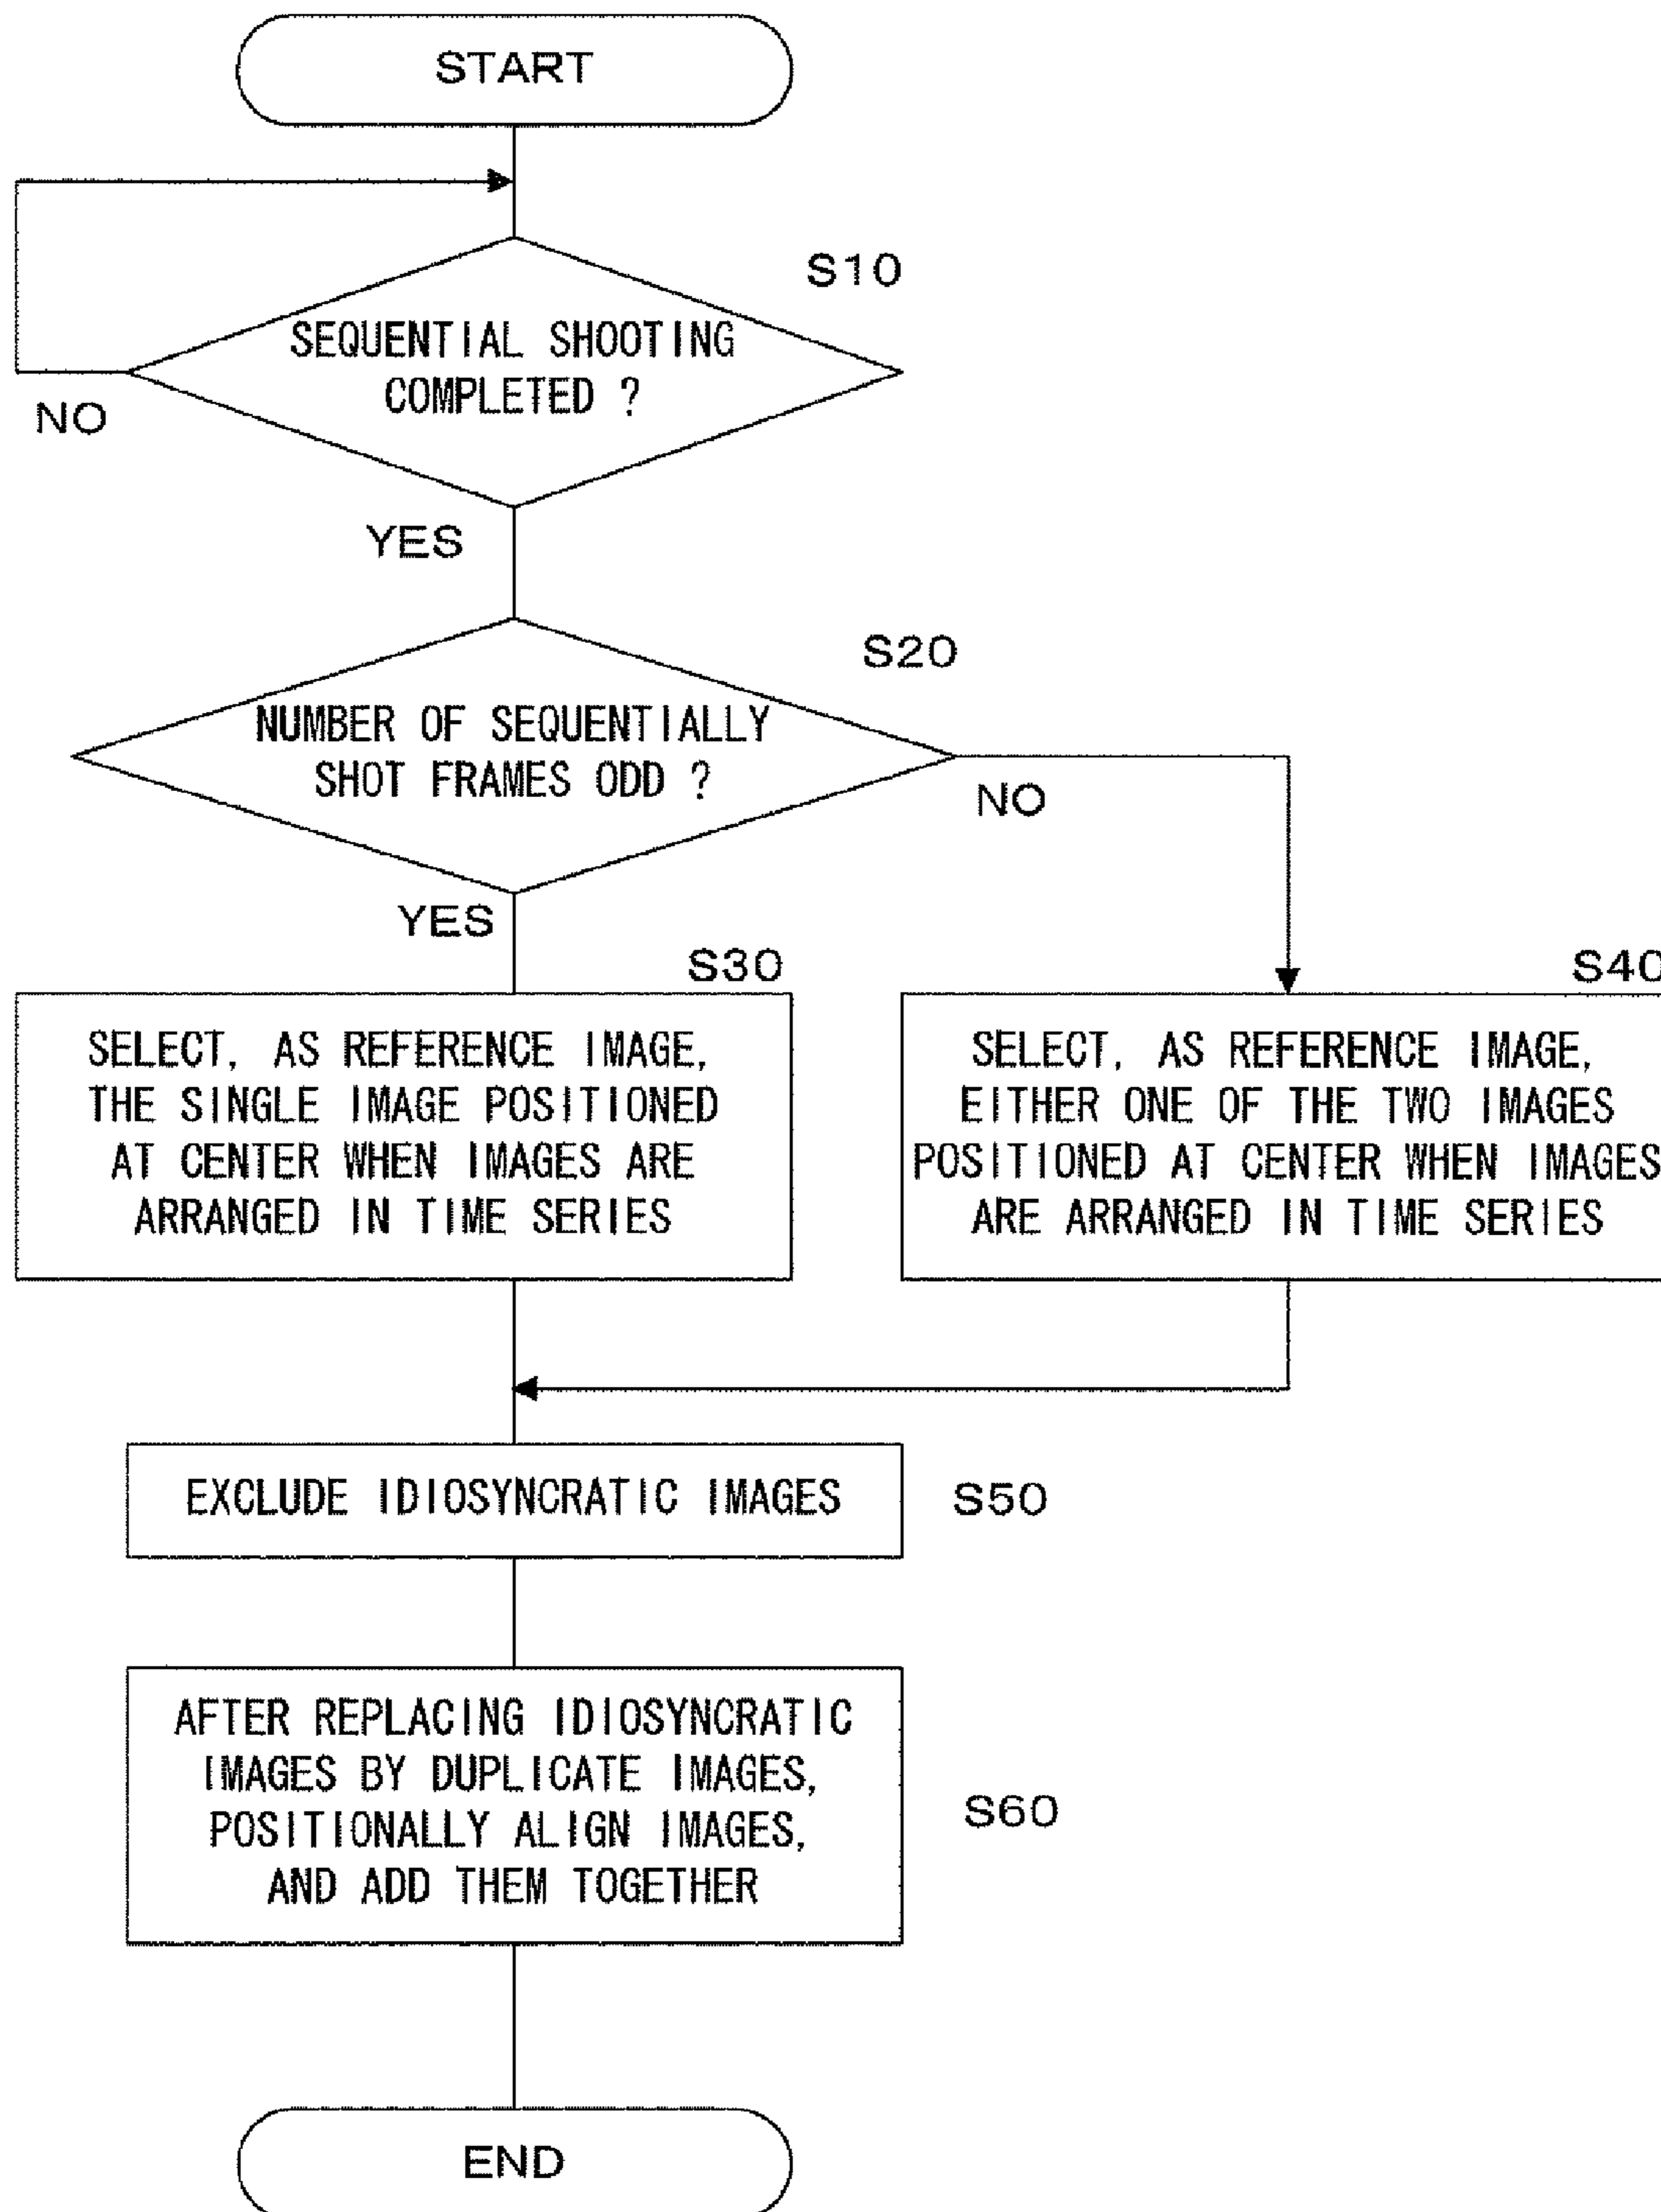 START
S10
SEQUENTIAL SHOOTING
COMPLETED ?
NO
YES
S20
NUMBER OF SEQUENTIALLY
SHOT FRAMES ODD ?
NO
YES
S30
SELECT, AS REFERENCE IMAGE,
THE SINGLE IMAGE POSITIONED
AT CENTER WHEN IMAGES ARE
ARRANGED IN TIME SERIES
S40
SELECT, AS REFERENCE IMAGE,
EITHER ONE OF THE TWO IMAGES
POSITIONED AT CENTER WHEN IMAGES
ARE ARRANGED IN TIME SERIES
EXCLUDE IDIOSYNCRATIC IMAGES
S50
AFTER REPLACING IDIOSYNCRATIC
IMAGES BY DUPLICATE IMAGES,
POSITIONALLY ALIGN IMAGES,
AND ADD THEM TOGETHER
S60
END